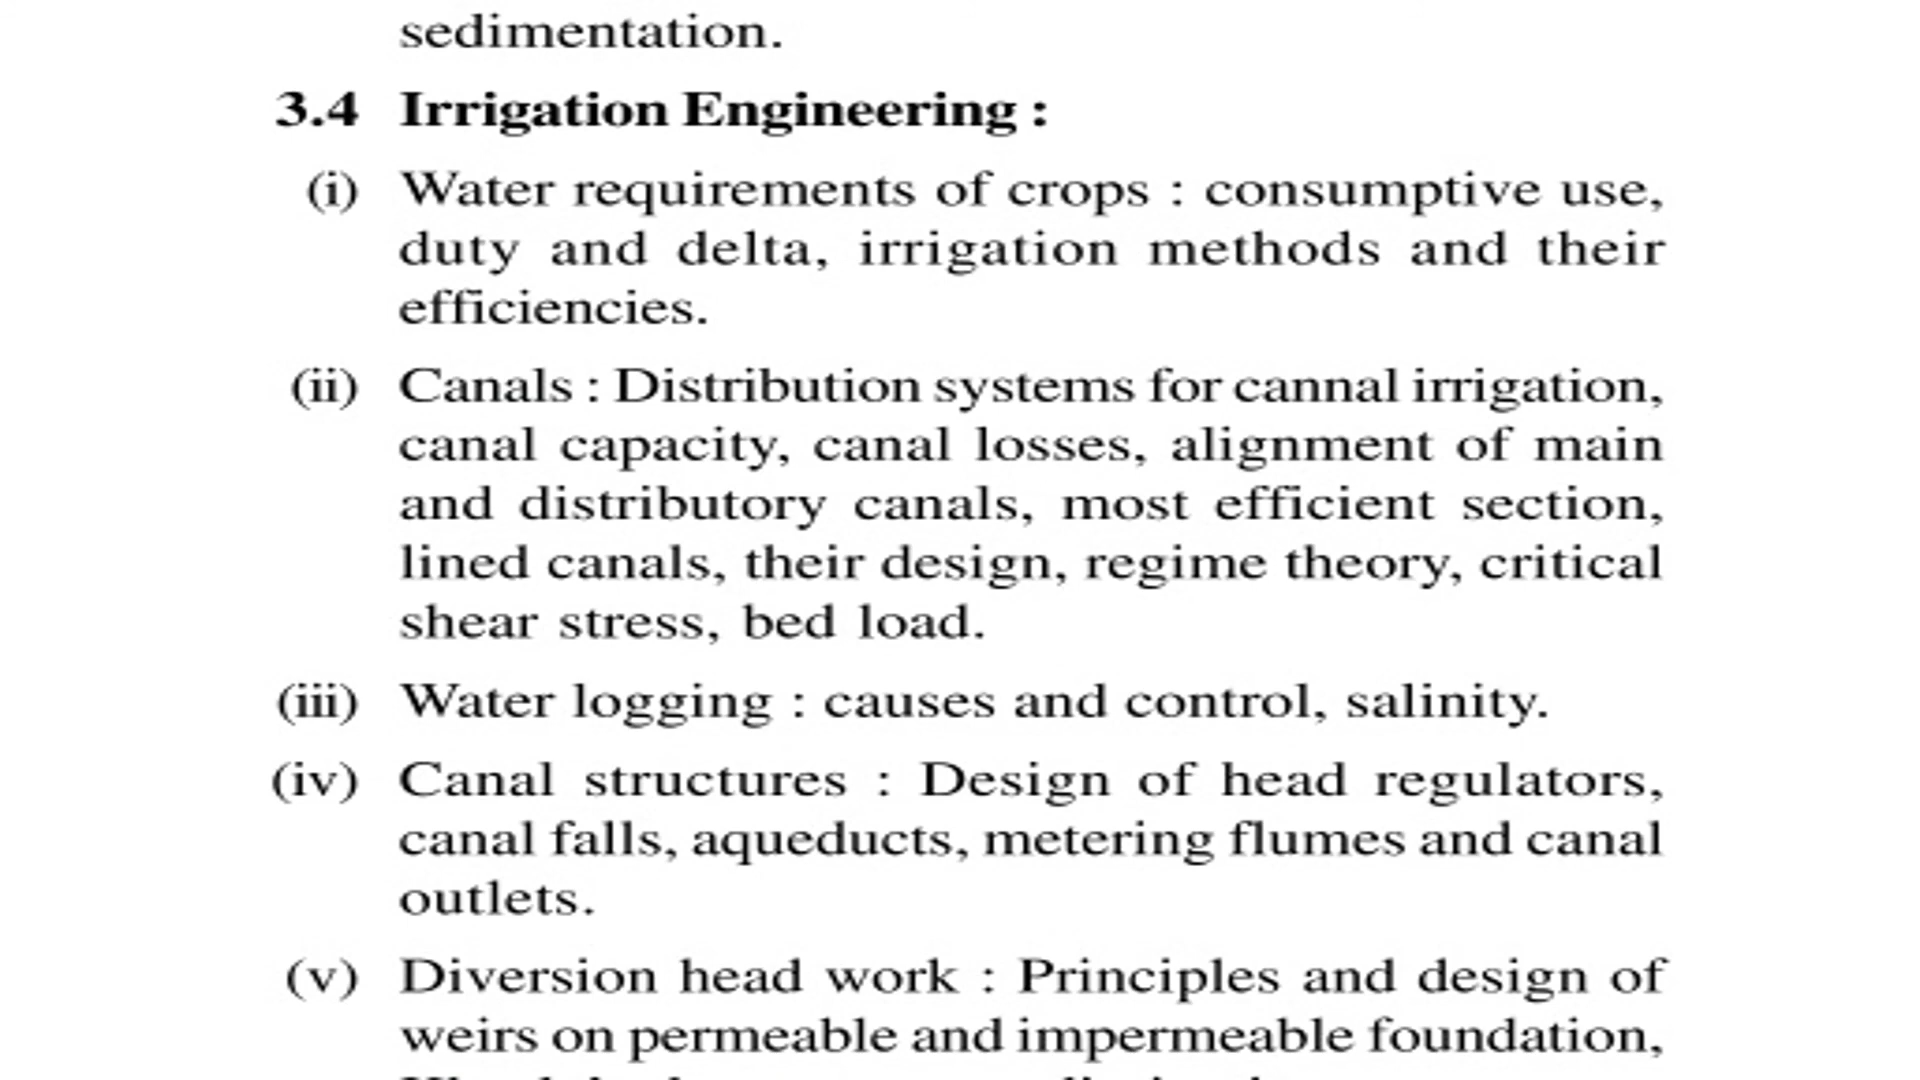 sedimentation.
3.4 Irrigation Engineering :
(i) Water requirements of crops : consumptive use,
duty and delta, irrigation methods and their
efficiencies.
(ii) Canals : Distribution systems for cannal irrigation,
canal capacity, canal losses, alignment of main
and distributory canals, most efficient section,
lined canals, their design, regime theory, critical
shear stress, bed load.
(iii) Water logging : causes and control, salinity.
(iv) Canal structures : Design of head regulators,
canal falls, aqueducts, metering flumes and canal
outlets.
(v) Diversion head work : Principles and design of
weirs on permeable and impermeable foundation,